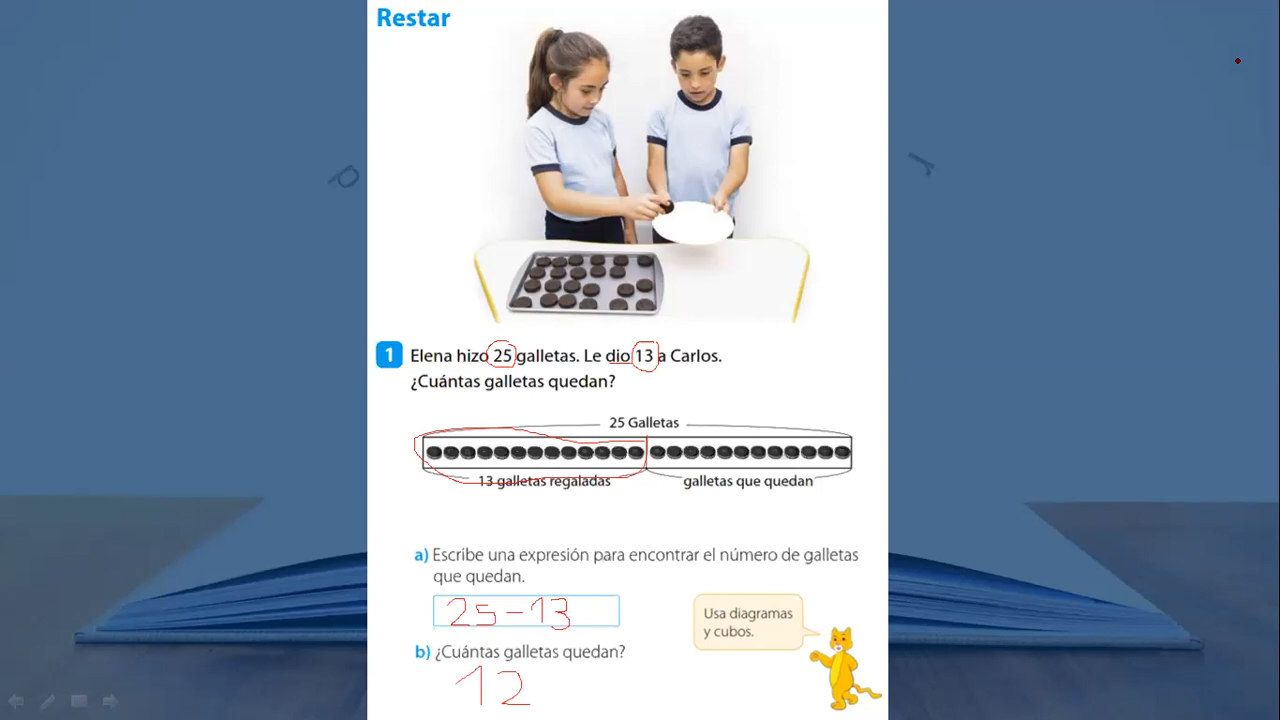 Restar
1 Elena hizo 25 galletas. Le dio 13 a Carlos.
¿Cuántas galletas quedan?
25 Galletas
13 galletas regaladas galletas que quedan
a) Escribe una expresión para encontrar el número de galletas
que quedan.
25-13
Usa diagramas
y cubos.
b) ¿Cuántas galletas quedan?
12